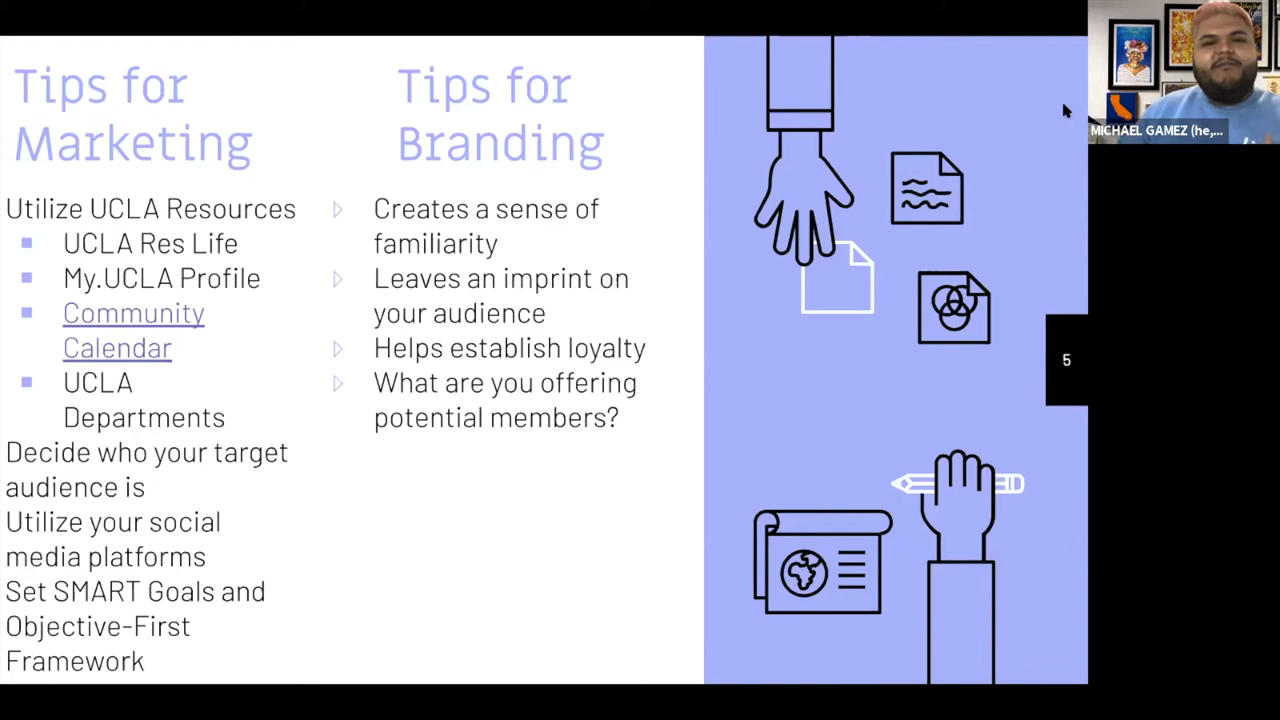 Tips for
Marketing
Utilize UCLA Resources
UCLA Res Life
My.UCLA Profile
Community
Calendar
UCLA
Departments
Decide who your target
audience is
Utilize your social
media platforms
Set SMART Goals and
Objective-First
Framework
Tips for
Branding
Creates a sense of
familiarity
Leaves an imprint on
your audience
Helps establish loyalty
What are you offering
potential members?
5
MICHAEL GAMEZ (he,...